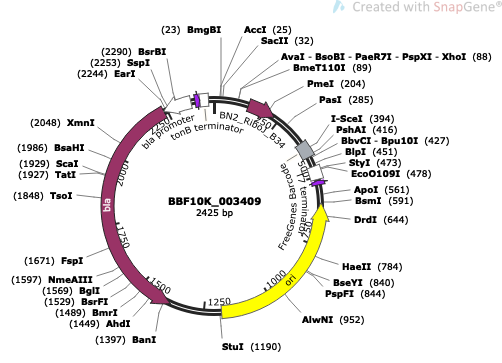 Created with SnapGene®
(23) BmgBI
AccI (25)
SacII (32)
AvaI - BsoBI - PaeR7I - PspXI - XhoI (88)
BmeT110I (89)
PmeI (204)
PasI (285)
I-SceI (394)
PshAI (416)
BbvCI - Bpu10I (427)
BlpI (451)
StyI (473)
EcoO109I (478)
ApoI (561)
BsmI (591)
DrdI (644)
HaeII (784)
BseYI (840)
PspFI (844)
AlwNI (952)
StuI (1190)
(1397) BanI
(1449) AhdI
(1489) BmrI
(1529) BsrFI
(1569) BglI
(1597) NmeAIII
(1671) FspI
(1848) TsoI
(1927) TatI
(1929) ScaI
(1986) BsaHI
(2048) XmnI
(2244) EarI
(2253) SspI
(2290) BsrBI
bla promoter
tonB terminator
BN2_RiboJ_B34
FreeGenes Barcode
T7 terminator
ori
bla
1000
1250
1500
1750
2000
2250
BBF10K_003409
2425 bp